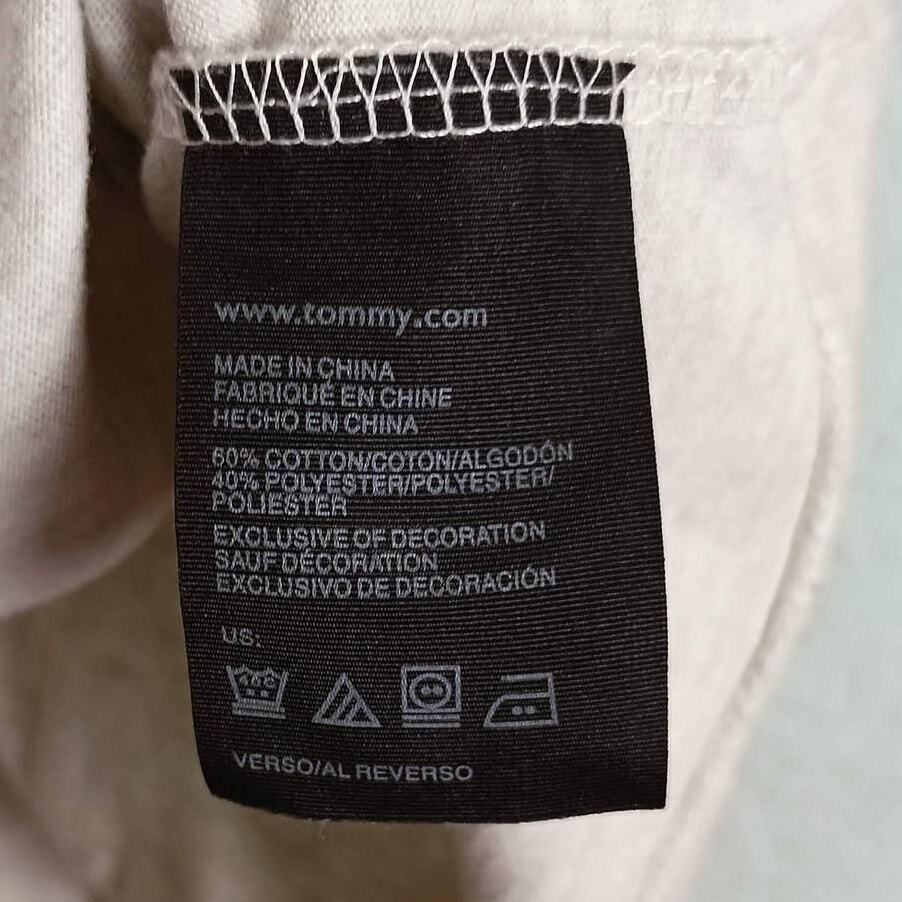 www.tommy.com
MADE IN CHINA
FABRIQUÉ EN CHINE
HECHO EN CHINA
60% COTTON/COTON/ALGODÓN
40% POLYESTER/POLYESTER/
POLIÉSTER
EXCLUSIVE OF DECORATION
SAUF DÉCORATION
EXCLUSIVO DE DECORACIÓN
US:
VERSO/AL REVERSO